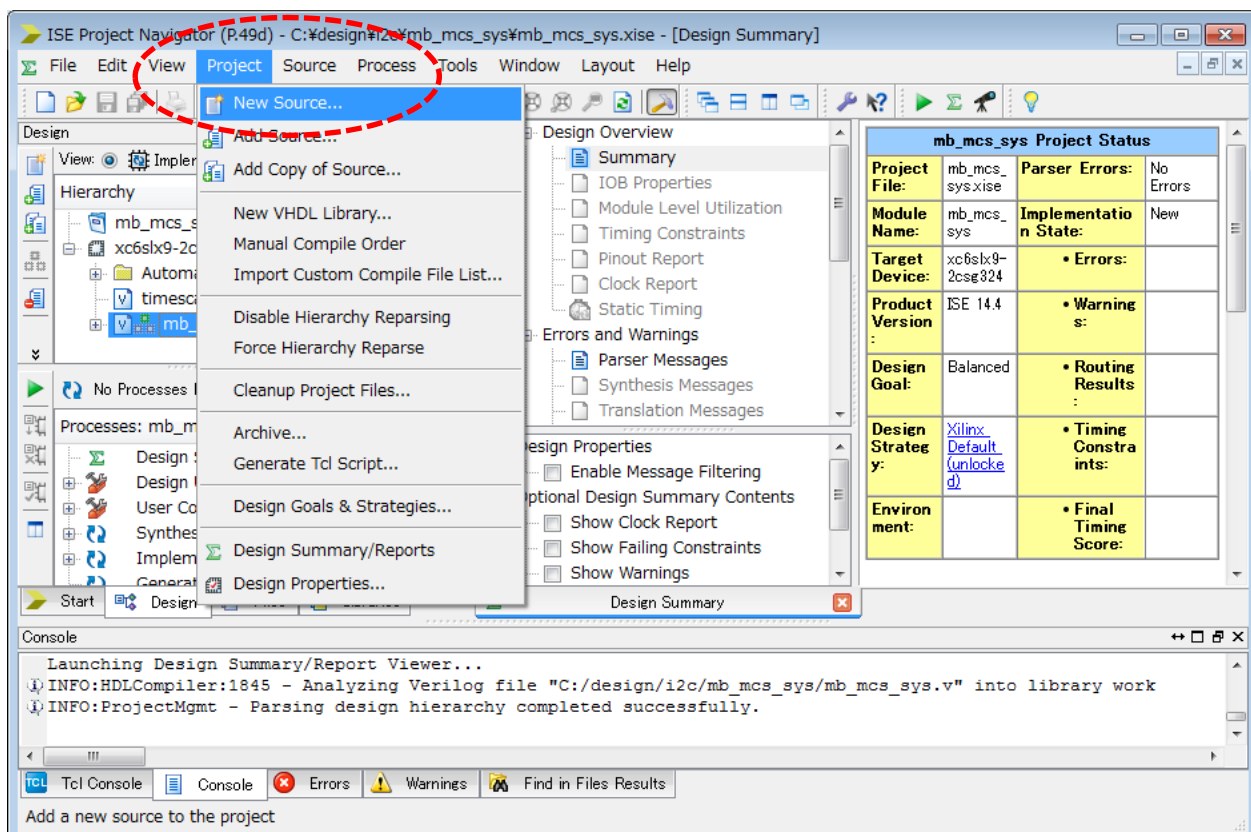 ISE Project Navigator (P.49d) - C:¥design¥i2c¥mb_mcs_sys¥mb_mcs_sys.xise - [Design Summary]
File Edit View Project Source Process Tools Window Layout Help
New Source...
Add Source...
Add Copy of Source...
New VHDL Library...
Manual Compile Order
Import Custom Compile File List...
Disable Hierarchy Reparsing
Force Hierarchy Reparse
Cleanup Project Files...
Archive...
Generate Tcl Script...
Design Goals & Strategies...
Design Summary/Reports
Design Properties...
Design
View: Impler
Hierarchy
mb_mcs_s
xc6slx9-2c
Autom
timesca
mb_
No Processes
Processes: mb_m
Design
Design
User Co
Synthes
Implem
Generat
Start Design
Design Overview
Summary
IOB Properties
Module Level Utilization
Timing Constraints
Pinout Report
Clock Report
Static Timing
Errors and Warnings
Parser Messages
Synthesis Messages
Translation Messages
Design Properties
Enable Message Filtering
Optional Design Summary Contents
Show Clock Report
Show Failing Constraints
Show Warnings
Design Summary
mb_mcs_sys Project Status
Project File: mb_mcs_sys.xise Parser Errors: No Errors
Module Name: mb_mcs_sys Implementation State: New
Target Device: xc6slx9-2csg324 • Errors:
Product Version: ISE 14.4 • Warnings:
Design Goal: Balanced • Routing Results:
Design Strategy: Xilinx Default (unlocked) • Timing Constraints:
Environment: • Final Timing Score:
Console
Launching Design Summary/Report Viewer...
INFO:HDLCompiler:1845 - Analyzing Verilog file "C:/design/i2c/mb_mcs_sys/mb_mcs_sys.v" into library work
INFO:ProjectMgmt - Parsing design hierarchy completed successfully.
TCL Tcl Console Console Errors Warnings Find in Files Results
Add a new source to the project